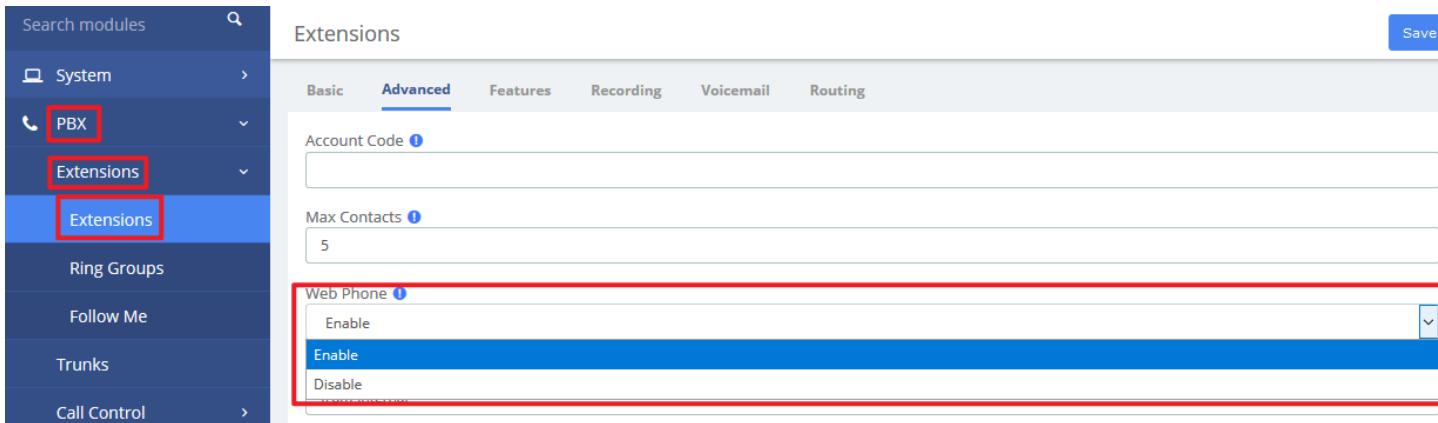 Search modules
System
PBX
Extensions
Extensions
Ring Groups
Follow Me
Trunks
Call Control
Extensions
Save
Basic Advanced Features Recording Voicemail Routing
Account Code
Max Contacts
5
Web Phone
Enable
Enable
Disable